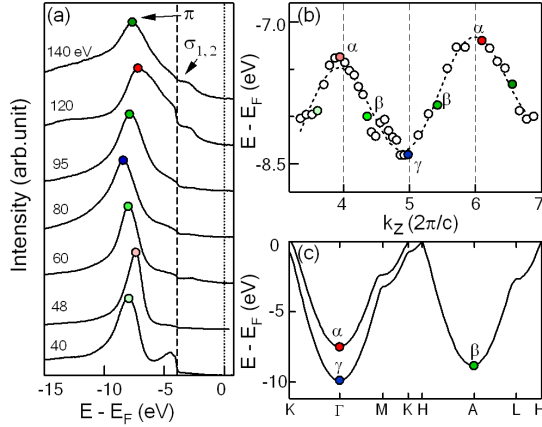 (a)
π
σ1,2
140 eV
120
95
80
60
48
40
Intensity (arb.unit)
-15 -10 -5 0
E - EF (eV)
(b)
-7.0
-8.5
E - EF (eV)
α
β
γ
β
α
4 5 6 7
kz (2π/c)
(c)
0
-5
-10
E - EF (eV)
α
γ
β
K Γ M K H A L H